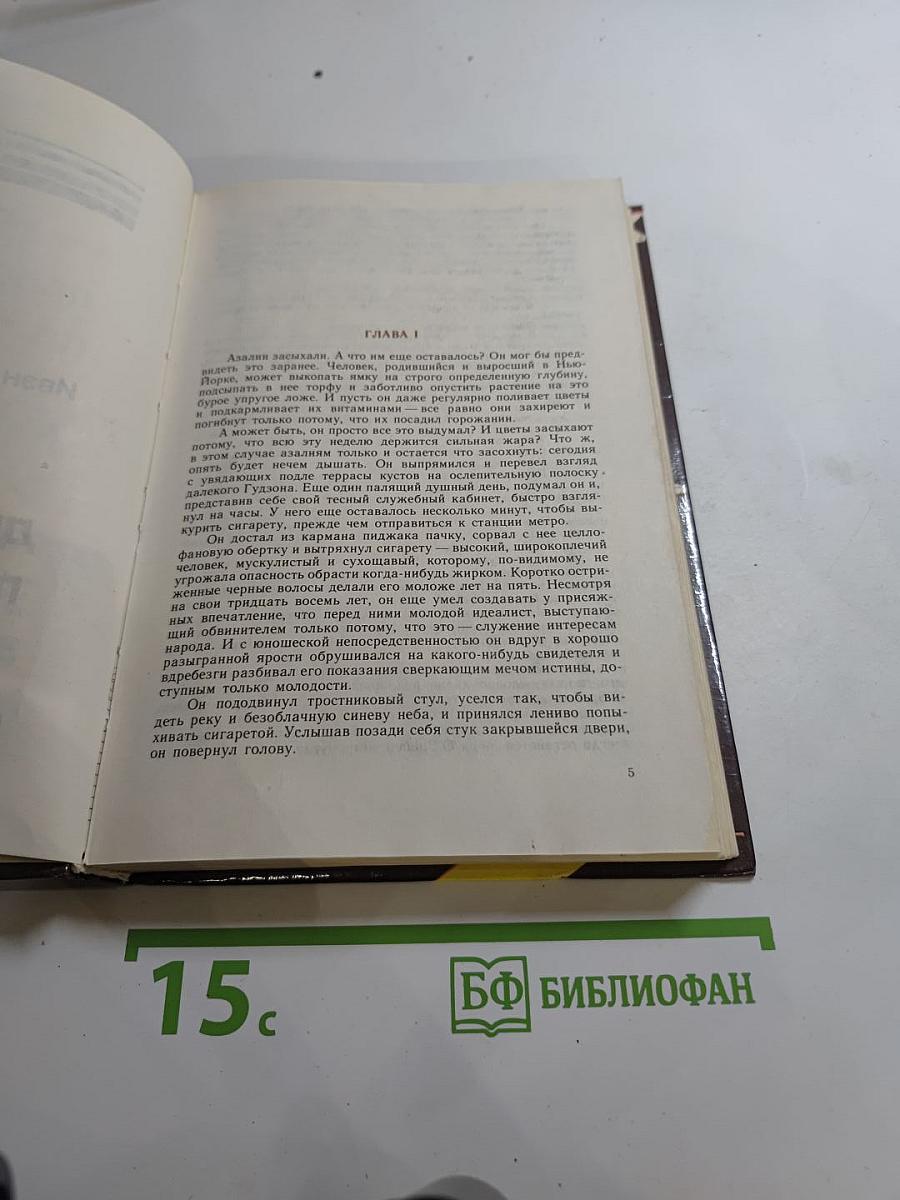 Иван
ГЛАВА I
Азалии засыхали. А что им еще оставалось? Он мог бы пред-
видеть это заранее. Человек, родившийся и выросший в Нью-
Йорке, может выкопать ямку на строго определенную глубину,
подсыпать в нее торфу и заботливо опустить растение на это
бурое упругое ложе. И пусть он даже регулярно поливает цветы
и подкармливает их витаминами — все равно они захиреют и
погибнут только потому, что их посадил горожанин.
А может быть, он просто все это выдумал? И цветы засыхают
потому, что всю эту неделю держится сильная жара? Что ж,
в этом случае азалиям только и остается что засохнуть: сегодня
опять будет нечем дышать. Он выпрямился и перевел взгляд
с увядающих подле террасы кустов на ослепительную полоску
далекого Гудзона. Еще один палящий душный день, подумал он и,
представив себе свой тесный служебный кабинет, быстро взгля-
нул на часы. У него еще оставалось несколько минут, чтобы вы-
курить сигарету, прежде чем отправиться к станции метро.
Он достал из кармана пиджака пачку, сорвал с нее целло-
фановую обертку и вытряхнул сигарету — высокий, широкоплечий
человек, мускулистый и сухощавый, которому, по-видимому, не
угрожала опасность обрасти когда-нибудь жирком. Коротко остри-
женные черные волосы делали его моложе лет на пять. Несмотря
на свои тридцать восемь лет, он еще умел создавать у присяж-
ных впечатление, что перед ними молодой идеалист, выступаю-
щий обвинителем только потому, что это — служение интересам
народа. И с юношеской непосредственностью он вдруг в хорошо
разыгранной ярости обрушивался на какого-нибудь свидетеля и
вдребезги разбивал его показания сверкающим мечом истины, до-
ступным только молодости.
Он пододвинул тростниковый стул, уселся так, чтобы ви-
деть реку и безоблачную синеву неба, и принялся лениво попы-
хивать сигаретой. Услышав позади себя стук закрывшейся двери,
он повернул голову.
5
15 с
БФ БИБЛИОФАН